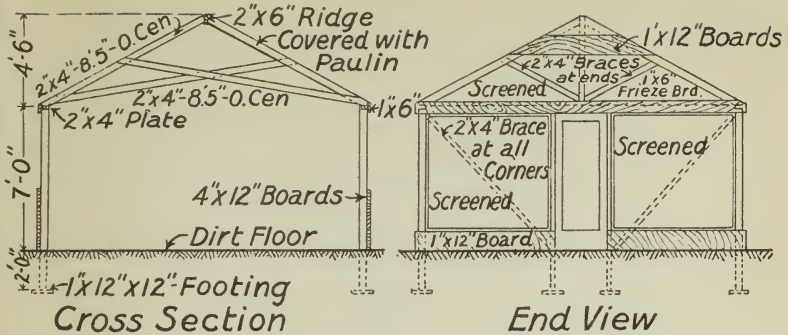 2"x6" Ridge
Covered with
Paulin
4'-6"
2"x4"-8'.5"-O.Cen
2"x4"-8'.5"-O.Cen
1"x6"
2"x4" Plate
7'-0"
4"x12" Boards
Dirt Floor
2'-0"
1"x12"x12"-Footing
Cross Section
1'x12" Boards
2"x4" Braces
at ends
Screened
1"x6"
Frieze Brd.
2"x4" Brace
at all
Corners
Screened
Screened
1"x12" Board
End View